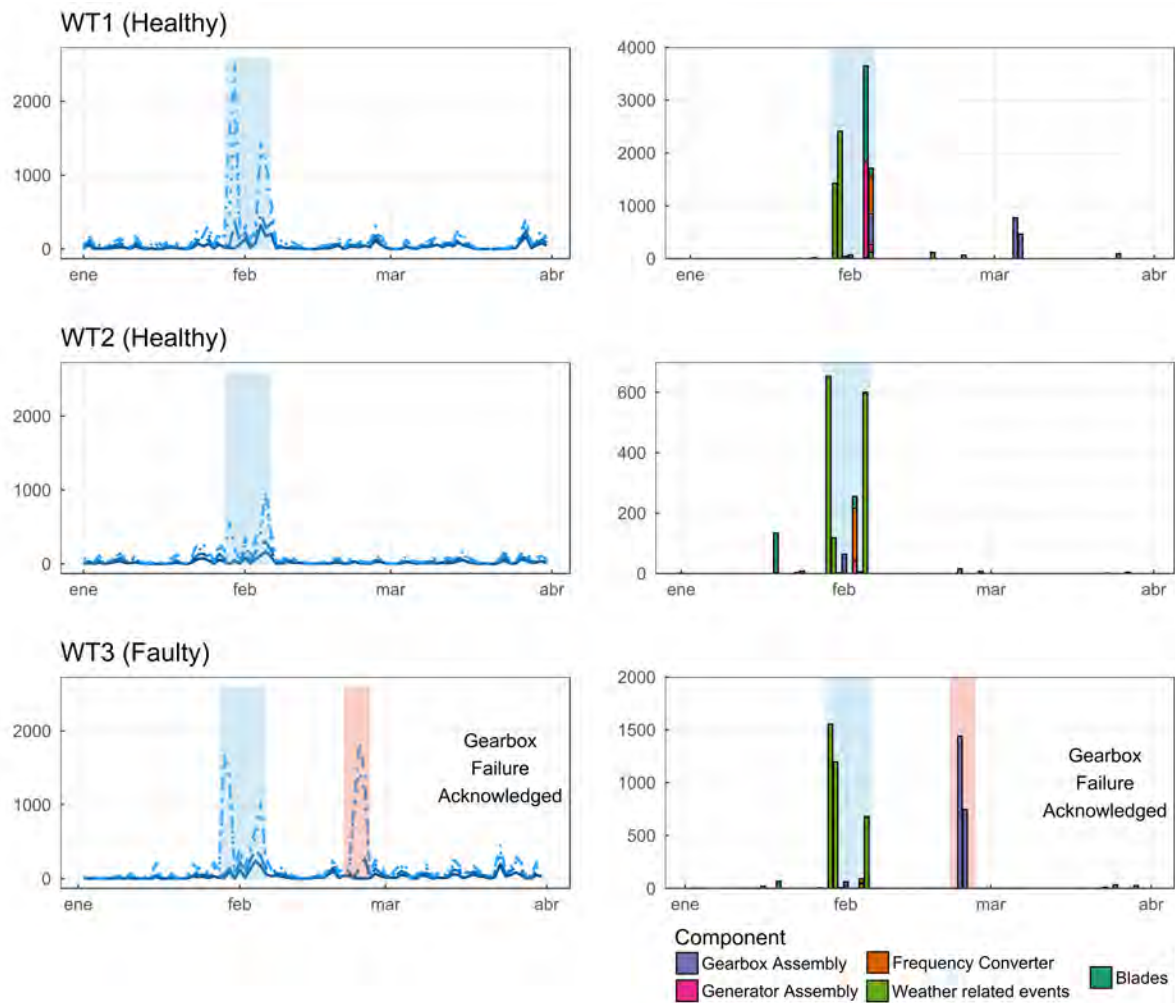 WT1 (Healthy)
2000
1000
0
ene feb mar abr
4000
3000
2000
1000
0
ene feb mar abr
WT2 (Healthy)
2000
1000
0
ene feb mar abr
600
400
200
0
ene feb mar abr
WT3 (Faulty)
2000
1000
0
Gearbox
Failure
Acknowledged
ene feb mar abr
2000
1500
1000
500
0
Gearbox
Failure
Acknowledged
ene feb mar abr
Component
Gearbox Assembly Frequency Converter Blades
Generator Assembly Weather related events